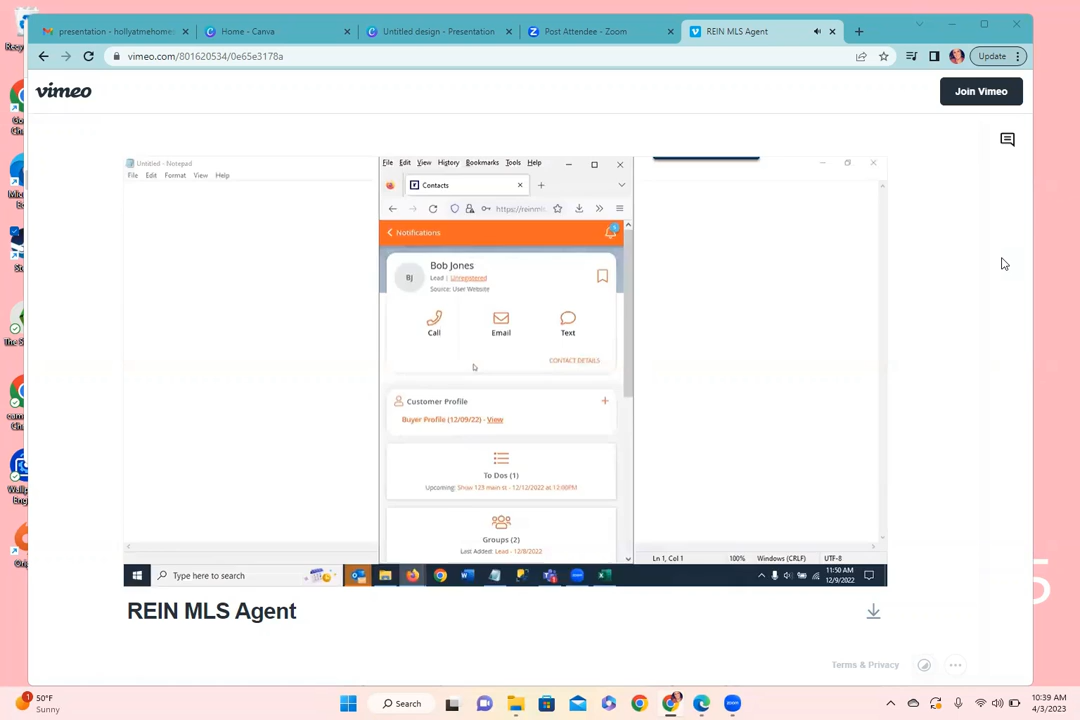 presentation - hollyatmehomes
Home - Canva
Untitled design - Presentation
Post Attendee - Zoom
REIN MLS Agent
vimeo.com/801620534/0e65e3178a
Update
vimeo
Join Vimeo
Untitled - Notepad
File Edit Format View Help
File Edit View History Bookmarks Tools Help
Contacts
https://reinml
Notifications
BJ
Bob Jones
Lead | Unregistered
Source: User Website
Call
Email
Text
CONTACT DETAILS
Customer Profile
Buyer Profile (12/09/22) - View
To Dos (1)
Upcoming: Show 123 main st - 12/12/2022 at 12:00PM
Groups (2)
Last Added: Lead - 12/8/2022
Ln 1, Col 1
100%
Windows (CRLF)
UTF-8
Type here to search
11:50 AM
12/9/2022
REIN MLS Agent
Terms & Privacy
50°F
Sunny
Search
10:39 AM
4/3/2023